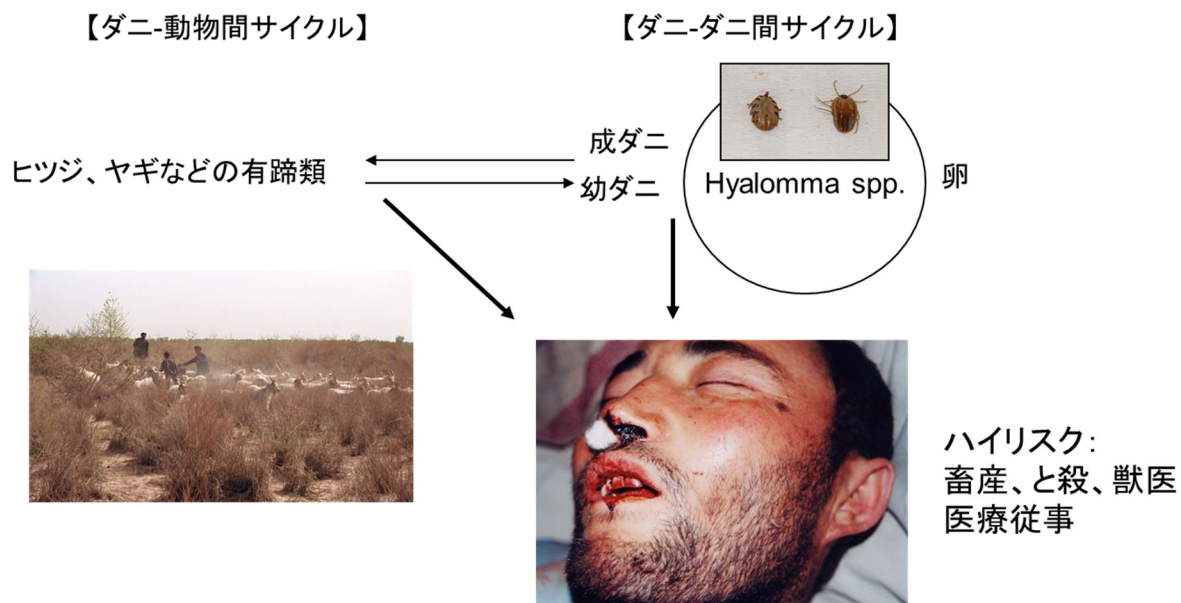 【ダニ-動物間サイクル】
【ダニ-ダニ間サイクル】
成ダニ
ヒツジ、ヤギなどの有蹄類
幼ダニ
Hyalomma spp.
卵
ハイリスク：
畜産、と殺、獣医
医療従事